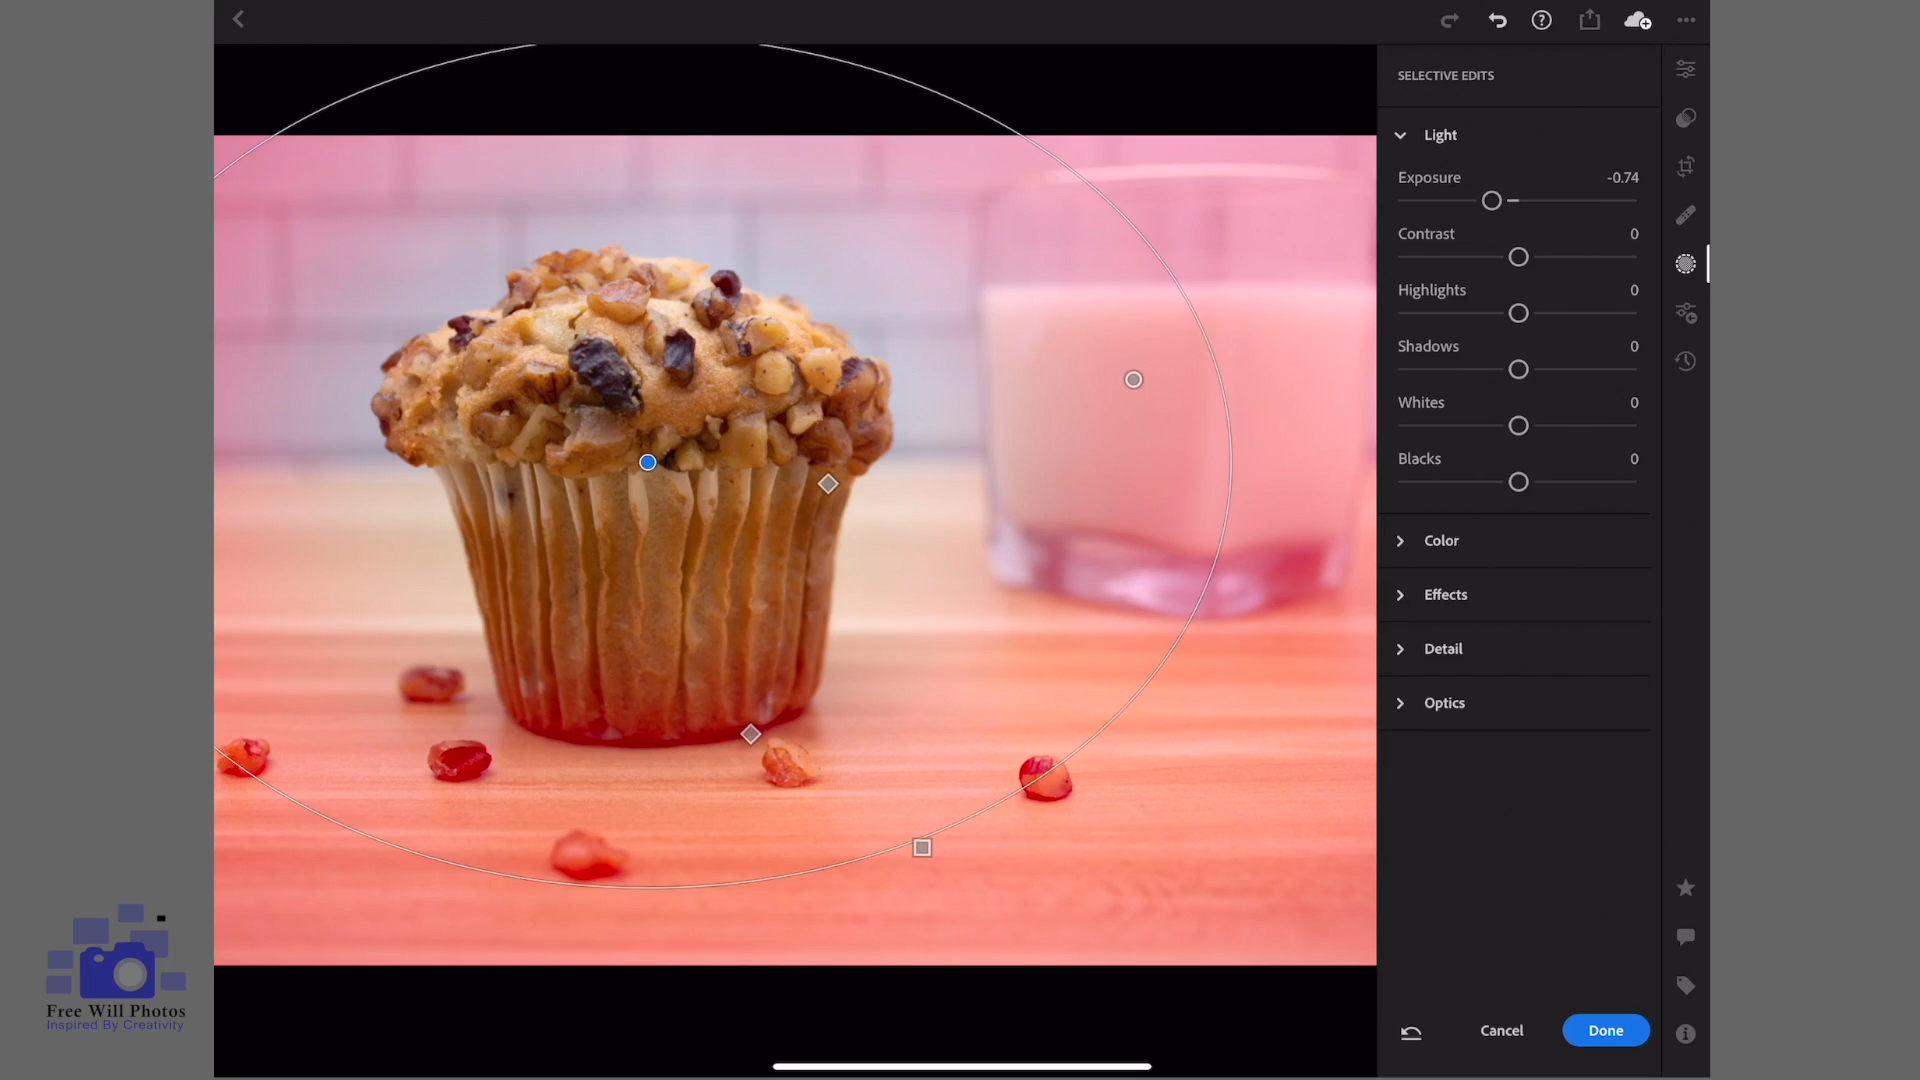 SELECTIVE EDITS
Light
Exposure -0.74
Contrast 0
Highlights 0
Shadows 0
Whites 0
Blacks 0
Color
Effects
Detail
Optics
Cancel Done
Free Will Photos
Inspired By Creativity